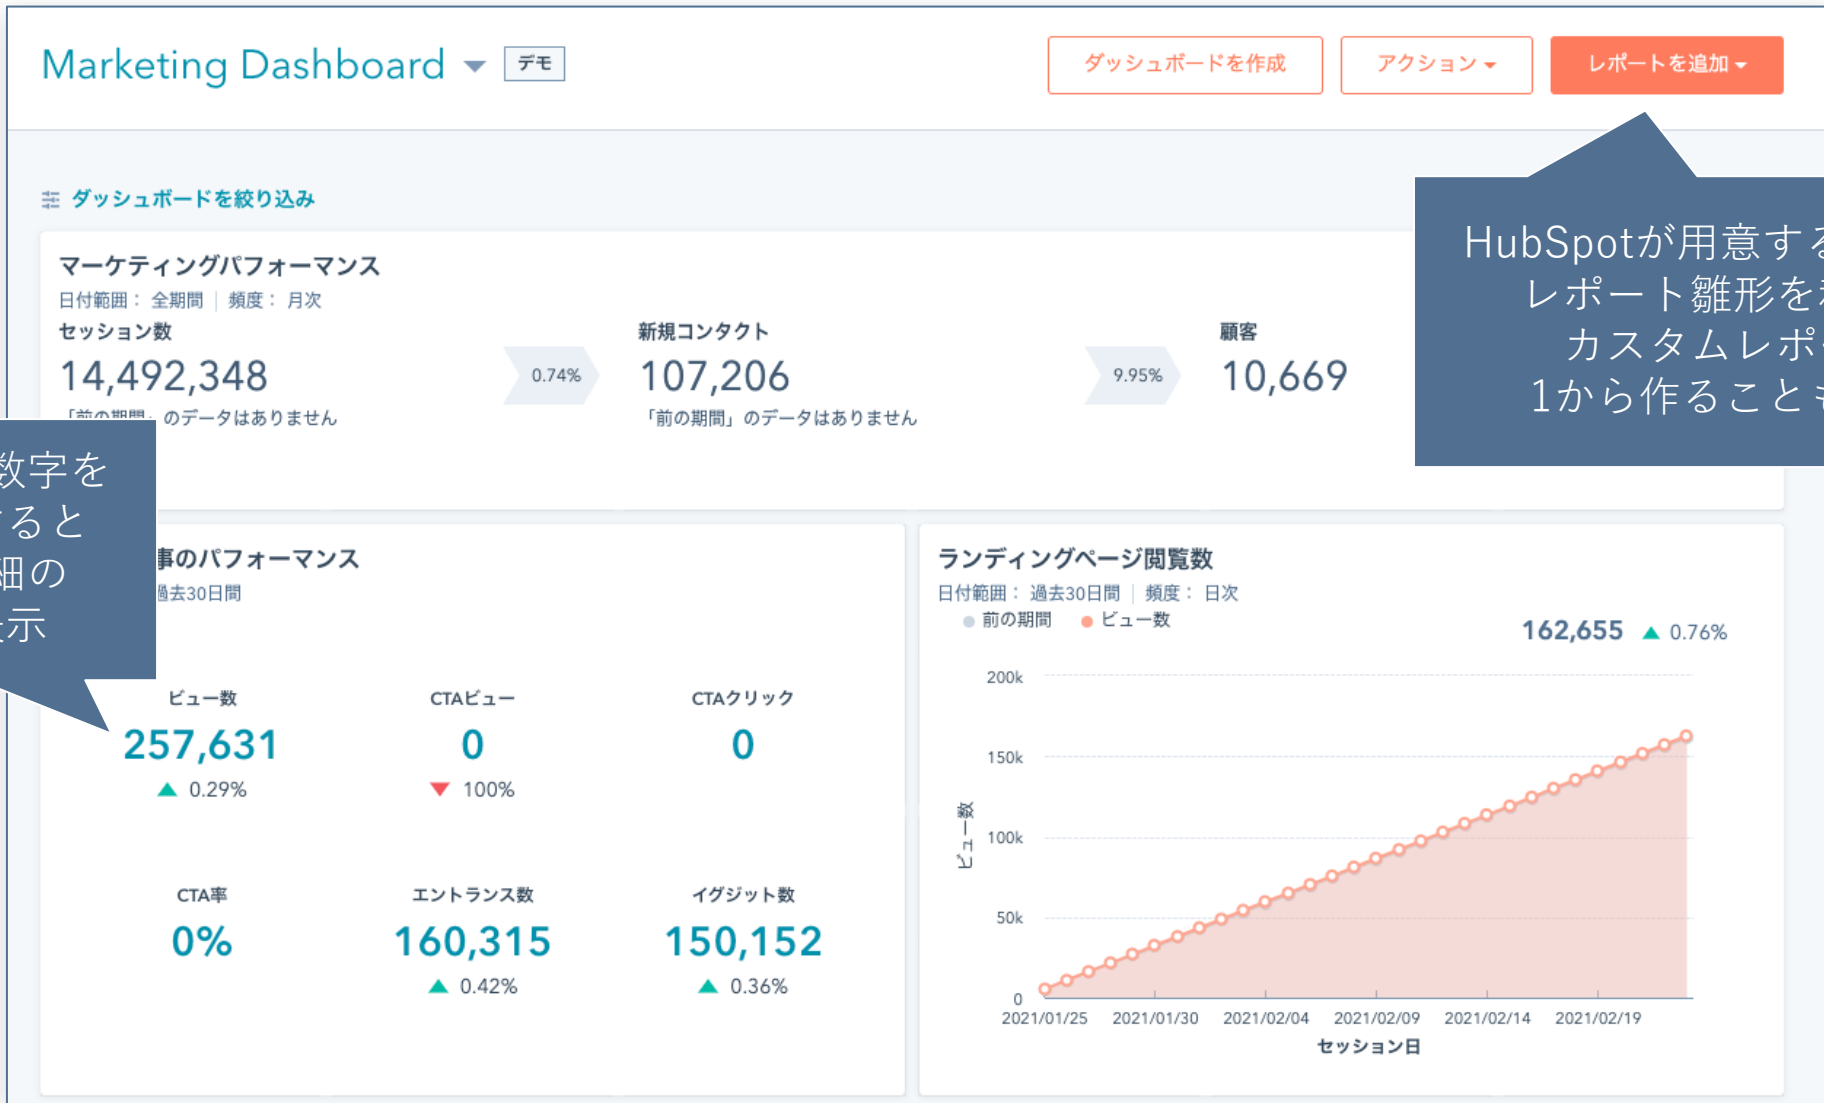 Marketing Dashboard
デモ
ダッシュボードを作成
アクション
レポートを追加
ダッシュボードを絞り込み
HubSpotが用意する
レポート雛形を
カスタムレポ
1から作ることも
マーケティングパフォーマンス
日付範囲： 全期間 | 頻度： 月次
セッション数
14,492,348
「前の期間」のデータはありません
0.74%
新規コンタクト
107,206
「前の期間」のデータはありません
9.95%
顧客
10,669
数字を
すると
細の
示
事のパフォーマンス
過去30日間
ビュー数
257,631
0.29%
CTAビュー
0
100%
CTAクリック
0
CTA率
0%
エントランス数
160,315
0.42%
イグジット数
150,152
0.36%
ランディングページ閲覧数
日付範囲： 過去30日間 | 頻度： 日次
前の期間 ビュー数
162,655 0.76%
200k
150k
100k
50k
0
ビュー数
2021/01/25 2021/01/30 2021/02/04 2021/02/09 2021/02/14 2021/02/19
セッション日